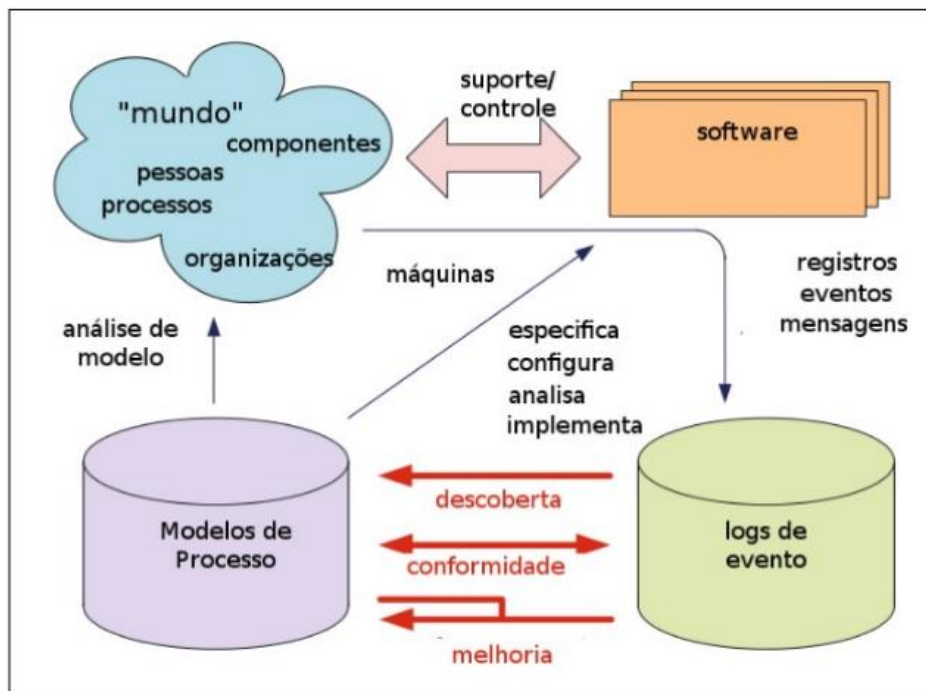 "mundo"
componentes
pessoas
processos
organizações
suporte/
controle
software
máquinas
registros
eventos
mensagens
análise de
modelo
especifica
configura
analisa
implementa
Modelos de
Processo
descoberta
conformidade
melhoria
logs de
evento